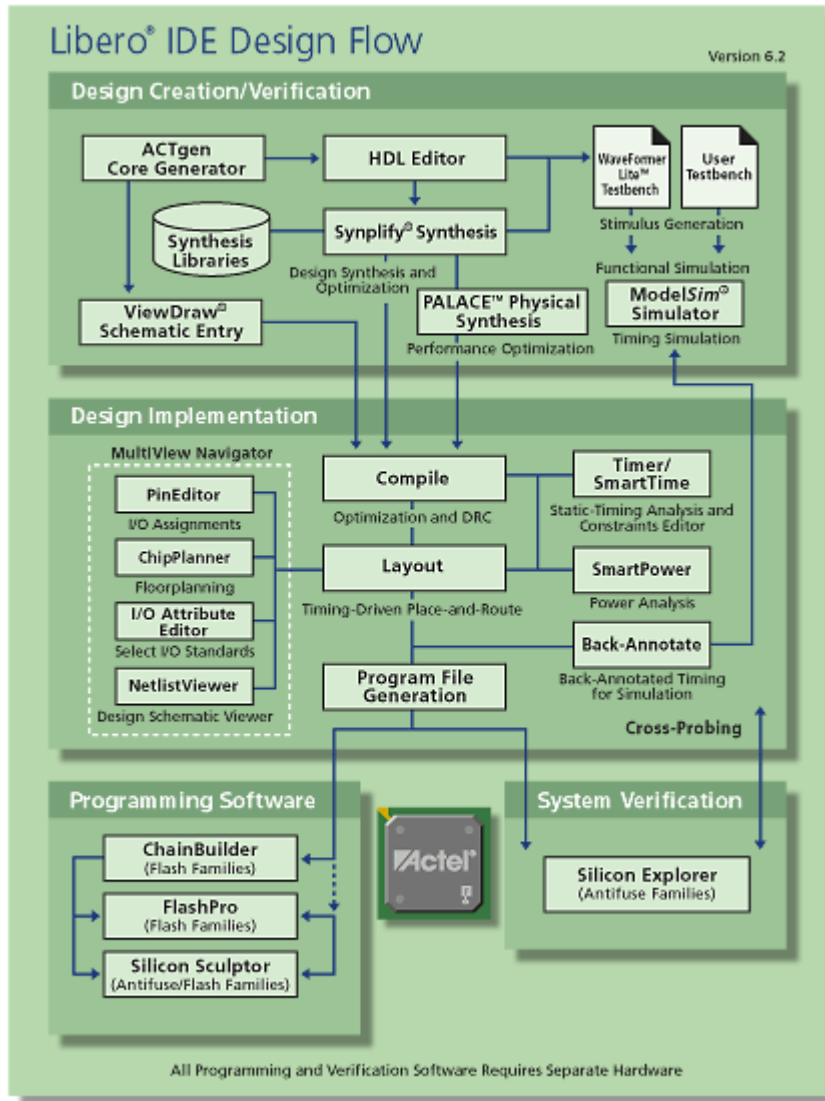 Libero® IDE Design Flow
Version 6.2
Design Creation/Verification
ACTgen
Core Generator
HDL Editor
WaveFormer
Lite™
Testbench
User
Testbench
Stimulus Generation
Synthesis
Libraries
Synplify® Synthesis
Design Synthesis and
Optimization
Functional Simulation
ViewDraw®
Schematic Entry
PALACE™ Physical
Synthesis
Performance Optimization
ModelSim®
Simulator
Timing Simulation
Design Implementation
MultiView Navigator
PinEditor
I/O Assignments
ChipPlanner
Floorplanning
I/O Attribute
Editor
Select I/O Standards
NetlistViewer
Design Schematic Viewer
Compile
Optimization and DRC
Layout
Timing-Driven Place-and-Route
Program File
Generation
Timer/
SmartTime
Static-Timing Analysis and
Constraints Editor
SmartPower
Power Analysis
Back-Annotate
Back-Annotated Timing
for Simulation
Cross-Probing
Programming Software
ChainBuilder
(Flash Families)
FlashPro
(Flash Families)
Silicon Sculptor
(Antifuse/Flash Families)
Actel
System Verification
Silicon Explorer
(Antifuse Families)
All Programming and Verification Software Requires Separate Hardware